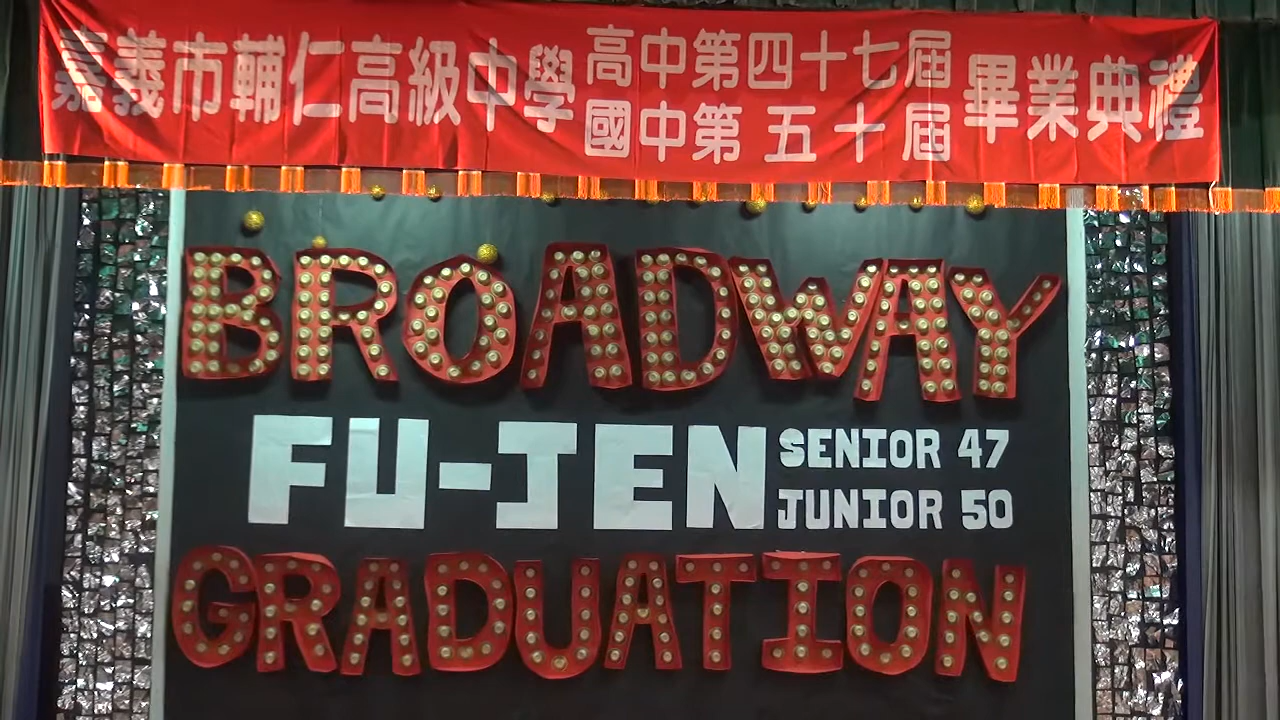 嘉義市輔仁高級中學 高中第四十七屆 畢業典禮
國中第五十屆
BROADWAY
FU-JEN SENIOR 47
JUNIOR 50
GRADUATION